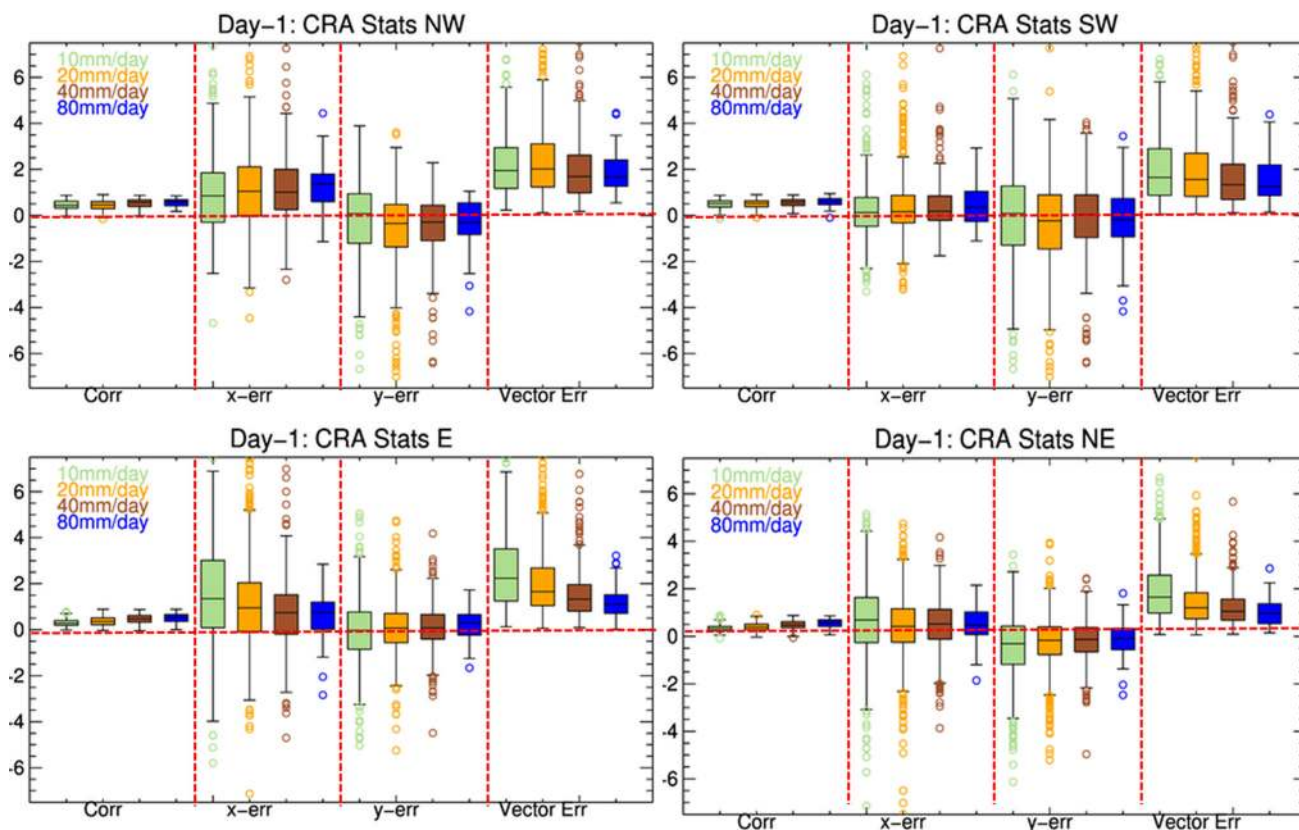 Day-1: CRA Stats NW
10mm/day
20mm/day
40mm/day
80mm/day
6
4
2
0
-2
-4
-6
Corr x-err y-err Vector Err
Day-1: CRA Stats SW
10mm/day
20mm/day
40mm/day
80mm/day
6
4
2
0
-2
-4
-6
Corr x-err y-err Vector Err
Day-1: CRA Stats E
10mm/day
20mm/day
40mm/day
80mm/day
6
4
2
0
-2
-4
-6
Corr x-err y-err Vector Err
Day-1: CRA Stats NE
10mm/day
20mm/day
40mm/day
80mm/day
6
4
2
0
-2
-4
-6
Corr x-err y-err Vector Err